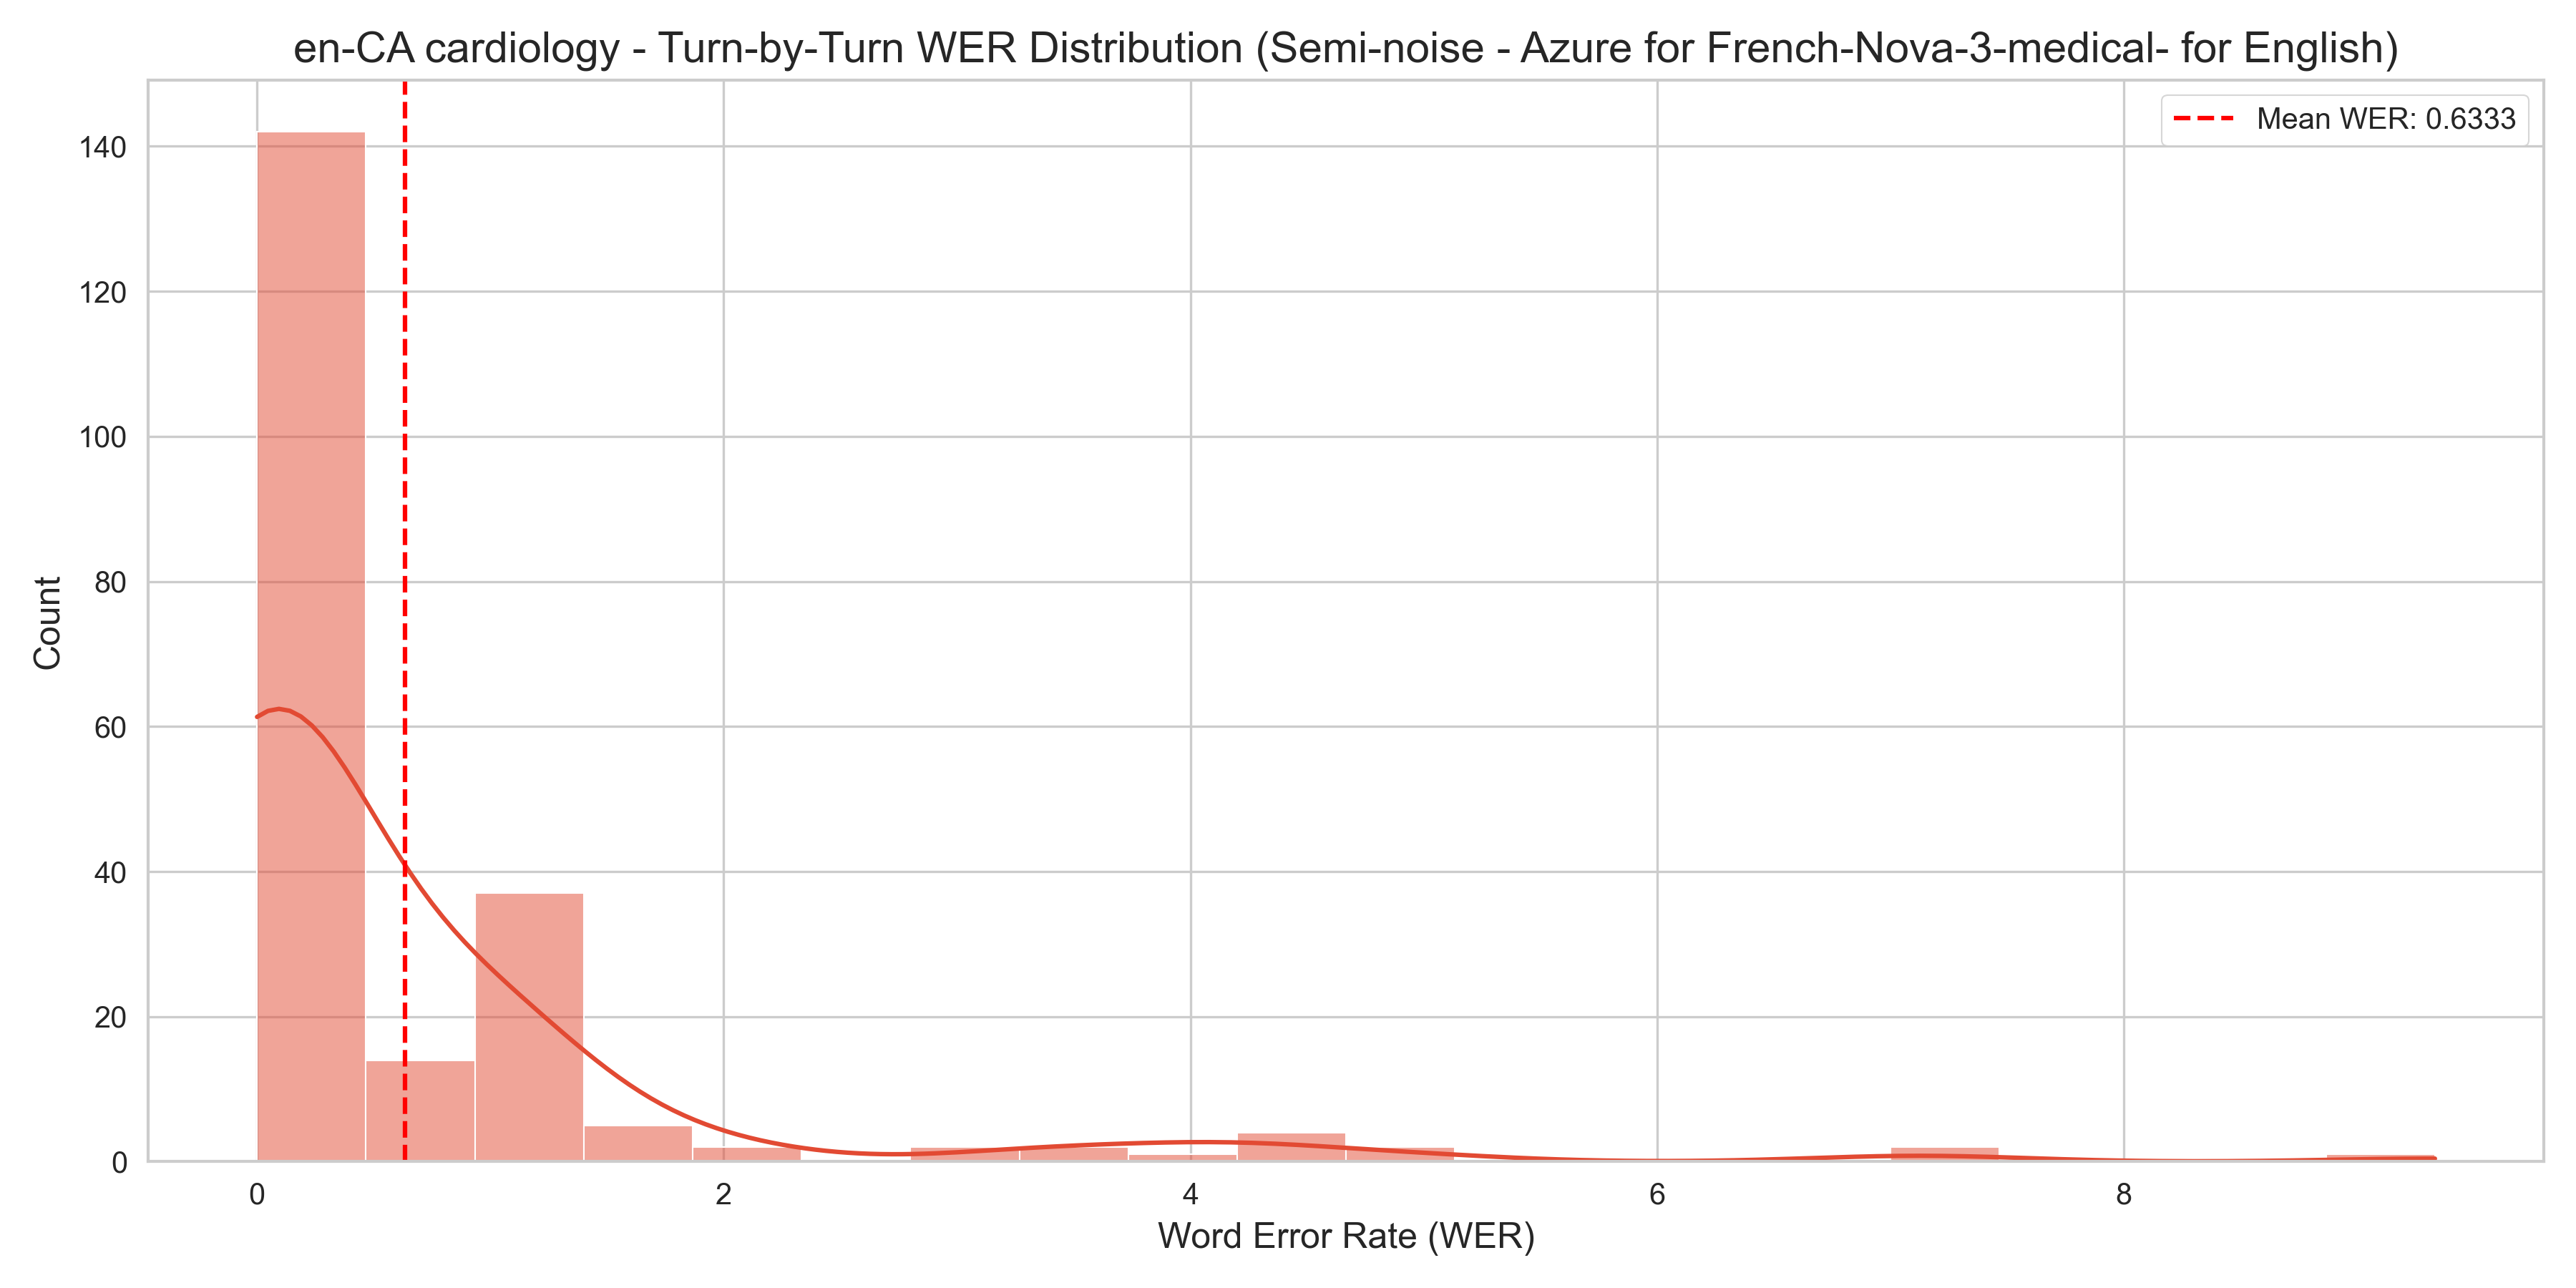 en-CA cardiology - Turn-by-Turn WER Distribution (Semi-noise - Azure for French-Nova-3-medical- for English)
Mean WER: 0.6333
140
120
100
80
60
40
20
0
Count
0 2 4 6 8
Word Error Rate (WER)